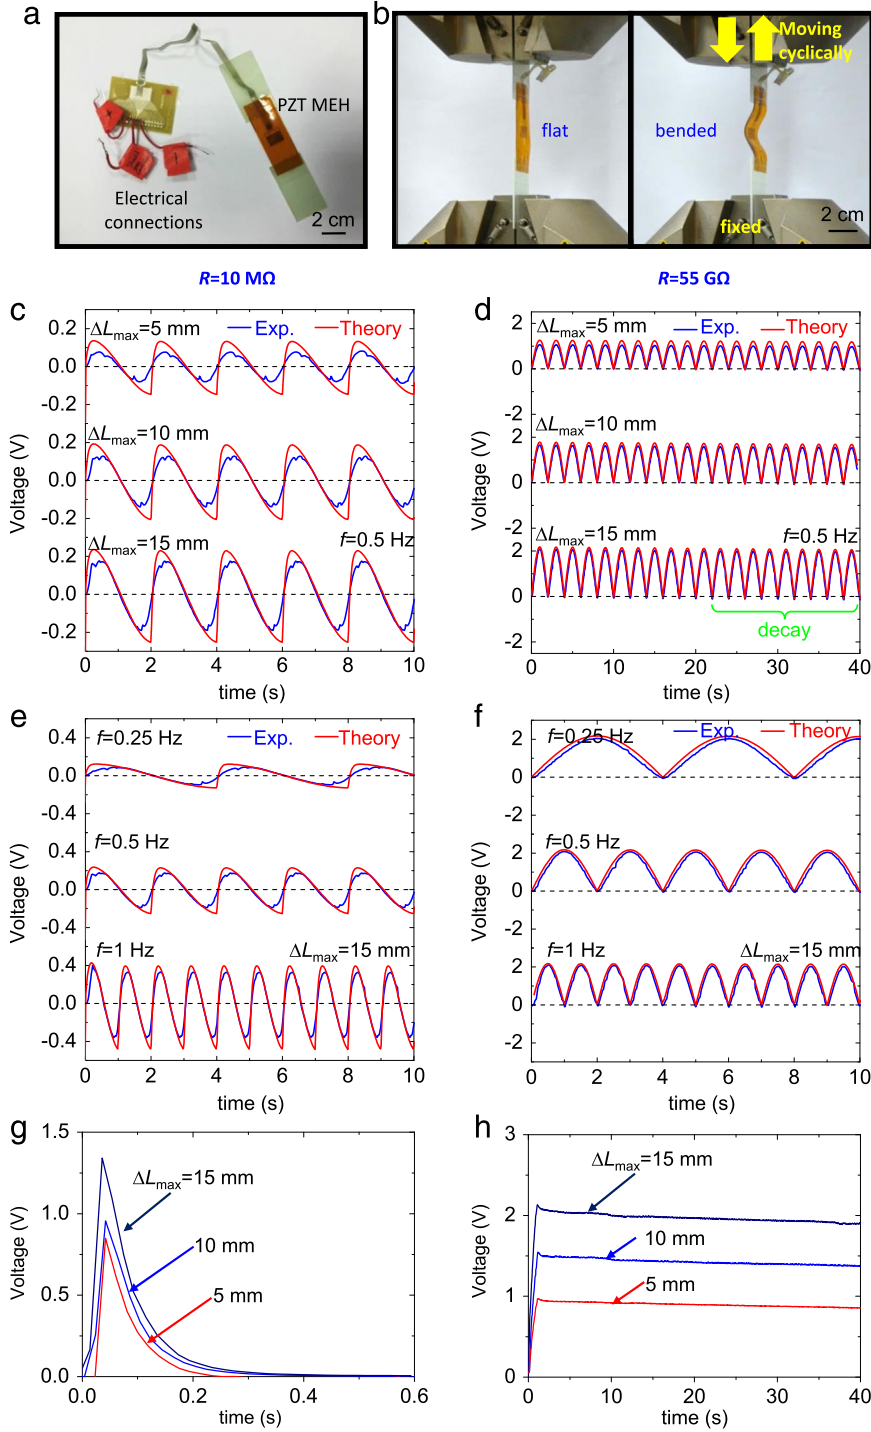 a
PZT MEH
Electrical
connections
2 cm
b
Moving
cyclically
flat
bended
fixed
2 cm
R=10 MΩ
R=55 GΩ
c
ΔLmax=5 mm
Exp.
Theory
0.2
0.0
-0.2
ΔLmax=10 mm
0.2
0.0
-0.2
ΔLmax=15 mm
f=0.5 Hz
0.2
0.0
-0.2
Voltage (V)
0 2 4 6 8 10
time (s)
d
ΔLmax=5 mm
Exp.
Theory
2
0
-2
ΔLmax=10 mm
2
0
-2
ΔLmax=15 mm
f=0.5 Hz
2
0
-2
decay
Voltage (V)
0 10 20 30 40
time (s)
e
f=0.25 Hz
Exp.
Theory
0.4
0.0
-0.4
f=0.5 Hz
0.4
0.0
-0.4
f=1 Hz
ΔLmax=15 mm
0.4
0.0
-0.4
Voltage (V)
0 2 4 6 8 10
time (s)
f
f=0.25 Hz
Exp.
Theory
2
0
-2
f=0.5 Hz
2
0
-2
f=1 Hz
ΔLmax=15 mm
2
0
-2
Voltage (V)
0 2 4 6 8 10
time (s)
g
1.5
1.0
0.5
0.0
ΔLmax=15 mm
10 mm
5 mm
Voltage (V)
0.0 0.2 0.4 0.6
time (s)
h
3
2
1
0
ΔLmax=15 mm
10 mm
5 mm
Voltage (V)
0 10 20 30 40
time (s)